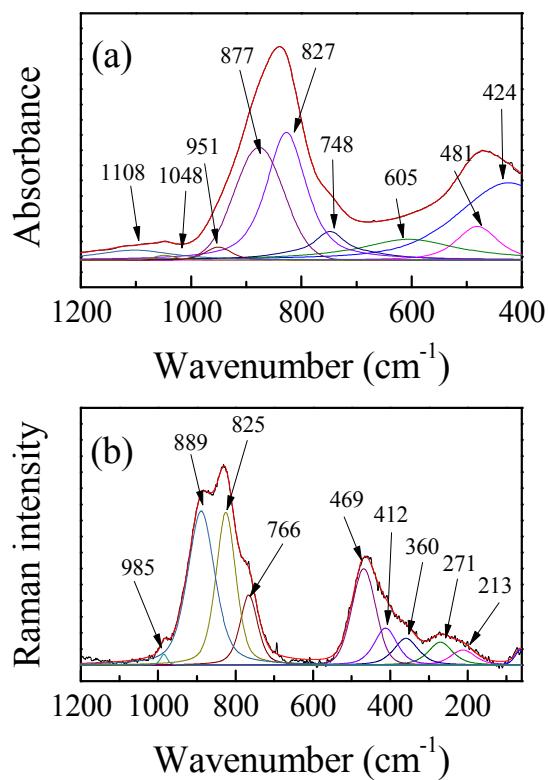 (a)
877
827
424
951
748
1108
1048
605
481
Absorbance
1200 1000 800 600 400
Wavenumber (cm-1)
(b)
889
825
469
412
766
360
271
985
213
Raman intensity
1200 1000 800 600 400 200
Wavenumber (cm-1)